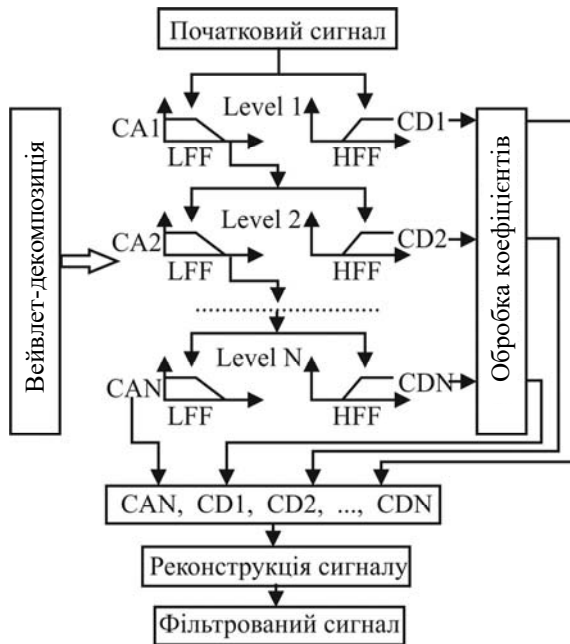 Початковий сигнал
Вейвлет-декомпозиція
CA1 Level 1 CD1
LFF HFF
CA2 Level 2 CD2
LFF HFF
Level N
CAN CDN
LFF HFF
Обробка коефіцієнтів
CAN, CD1, CD2, ..., CDN
Реконструкція сигналу
Фільтрований сигнал